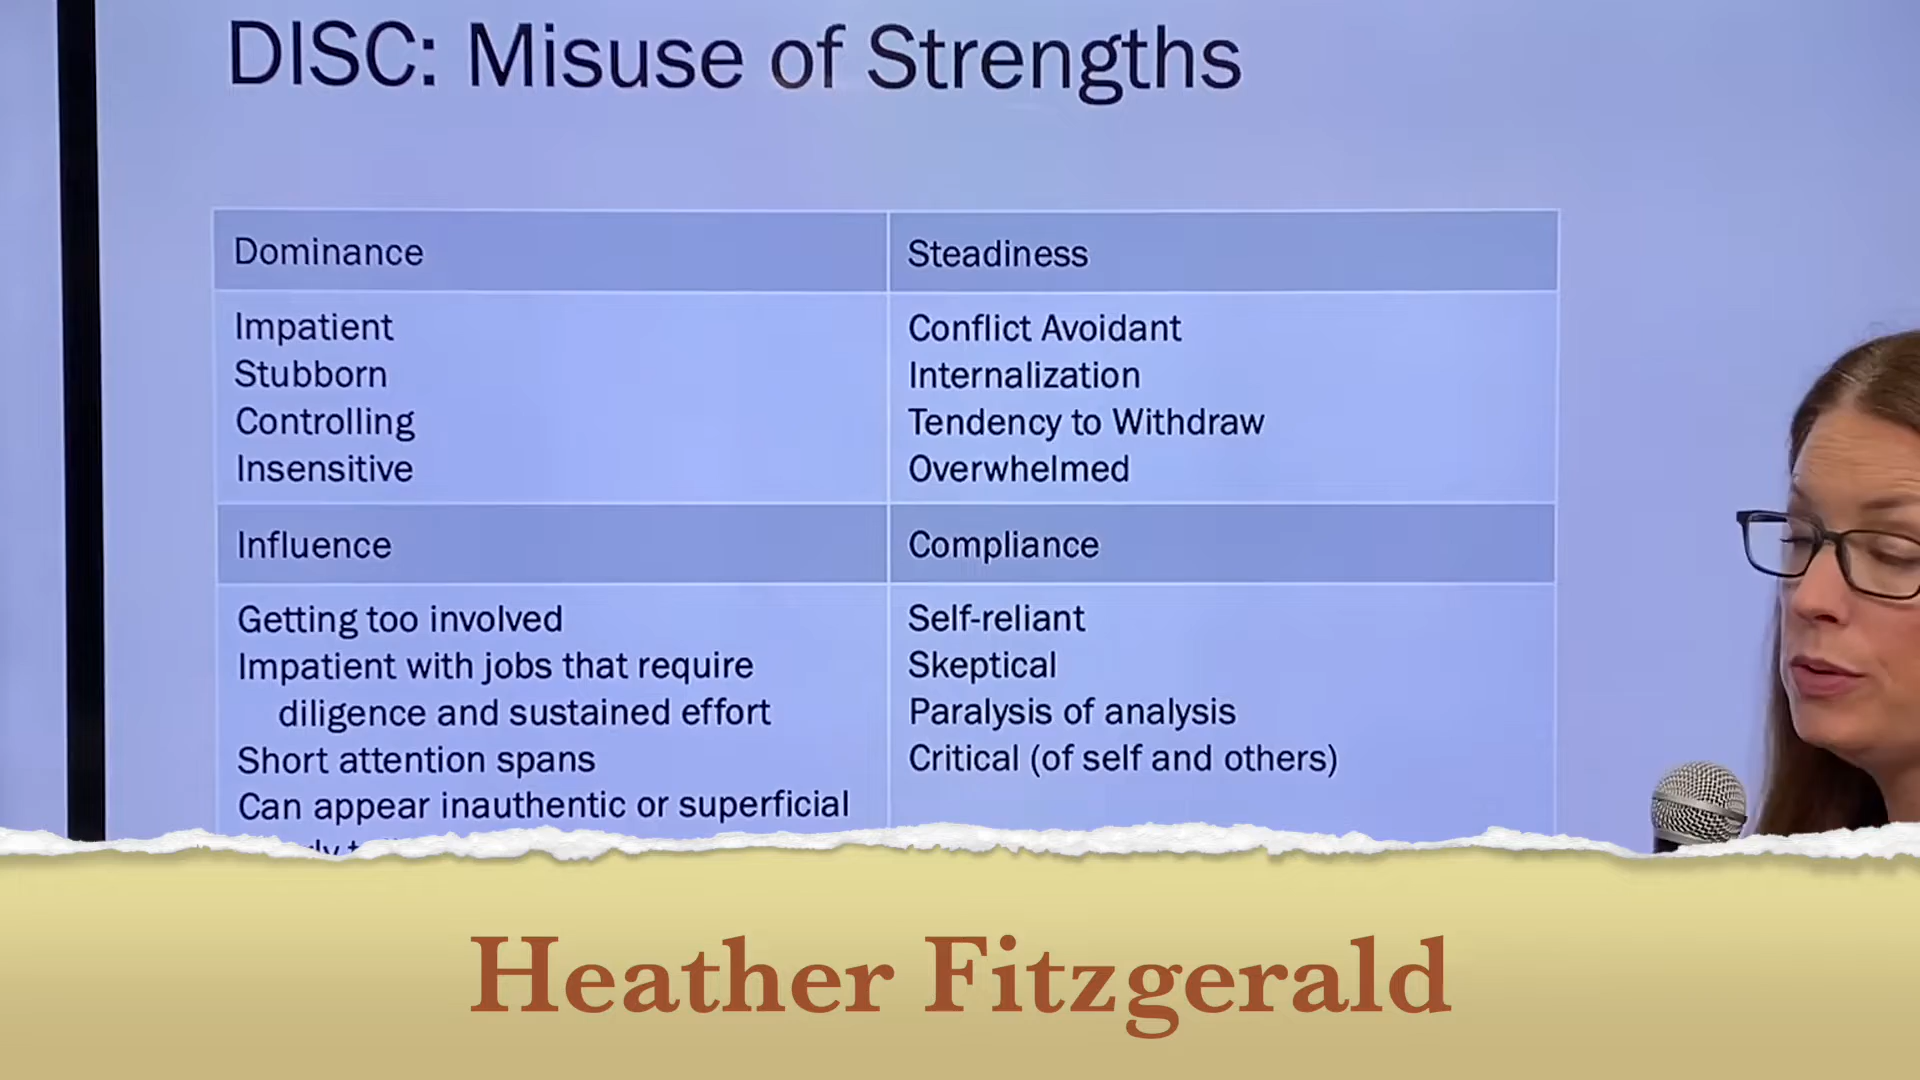 DISC: Misuse of Strengths
Dominance
Impatient
Stubborn
Controlling
Insensitive
Steadiness
Conflict Avoidant
Internalization
Tendency to Withdraw
Overwhelmed
Influence
Getting too involved
Impatient with jobs that require
diligence and sustained effort
Short attention spans
Can appear inauthentic or superficial
Compliance
Self-reliant
Skeptical
Paralysis of analysis
Critical (of self and others)
Heather Fitzgerald